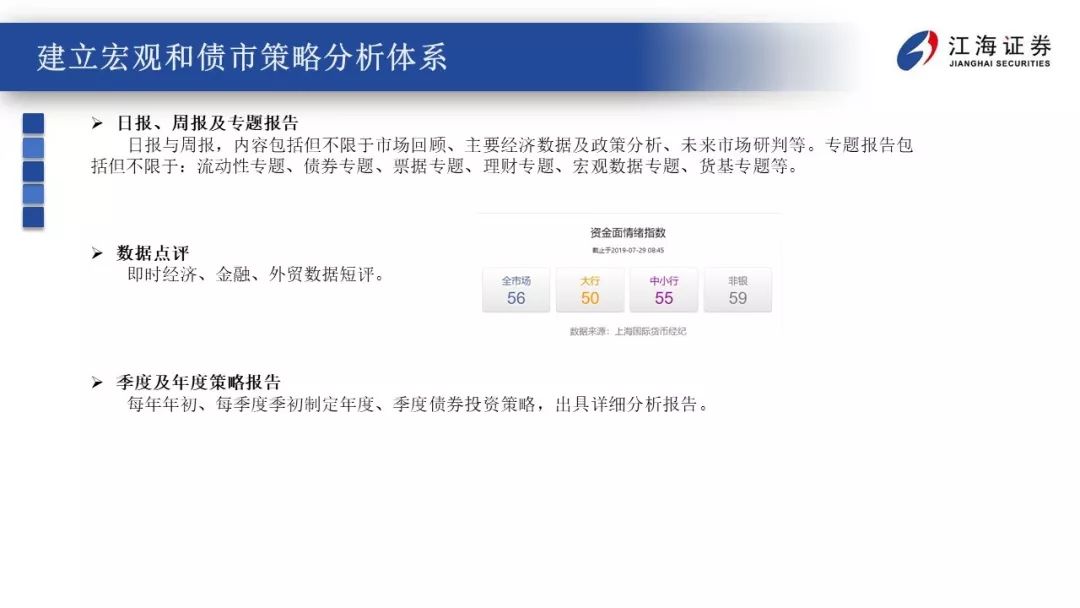 建立宏观和债市策略分析体系
江海证券
JIANGHAI SECURITIES
➢ 日报、周报及专题报告
日报与周报，内容包括但不限于市场回顾、主要经济数据及政策分析、未来市场研判等。专题报告包
括但不限于：流动性专题、债券专题、票据专题、理财专题、宏观数据专题、货基专题等。
➢ 数据点评
即时经济、金融、外贸数据短评。
资金面情绪指数
截止于2019-07-29 08:45
全市场 大行 中小行 非银
56 50 55 59
数据来源：上海国际货币经纪
➢ 季度及年度策略报告
每年年初、每季度季初制定年度、季度债券投资策略，出具详细分析报告。